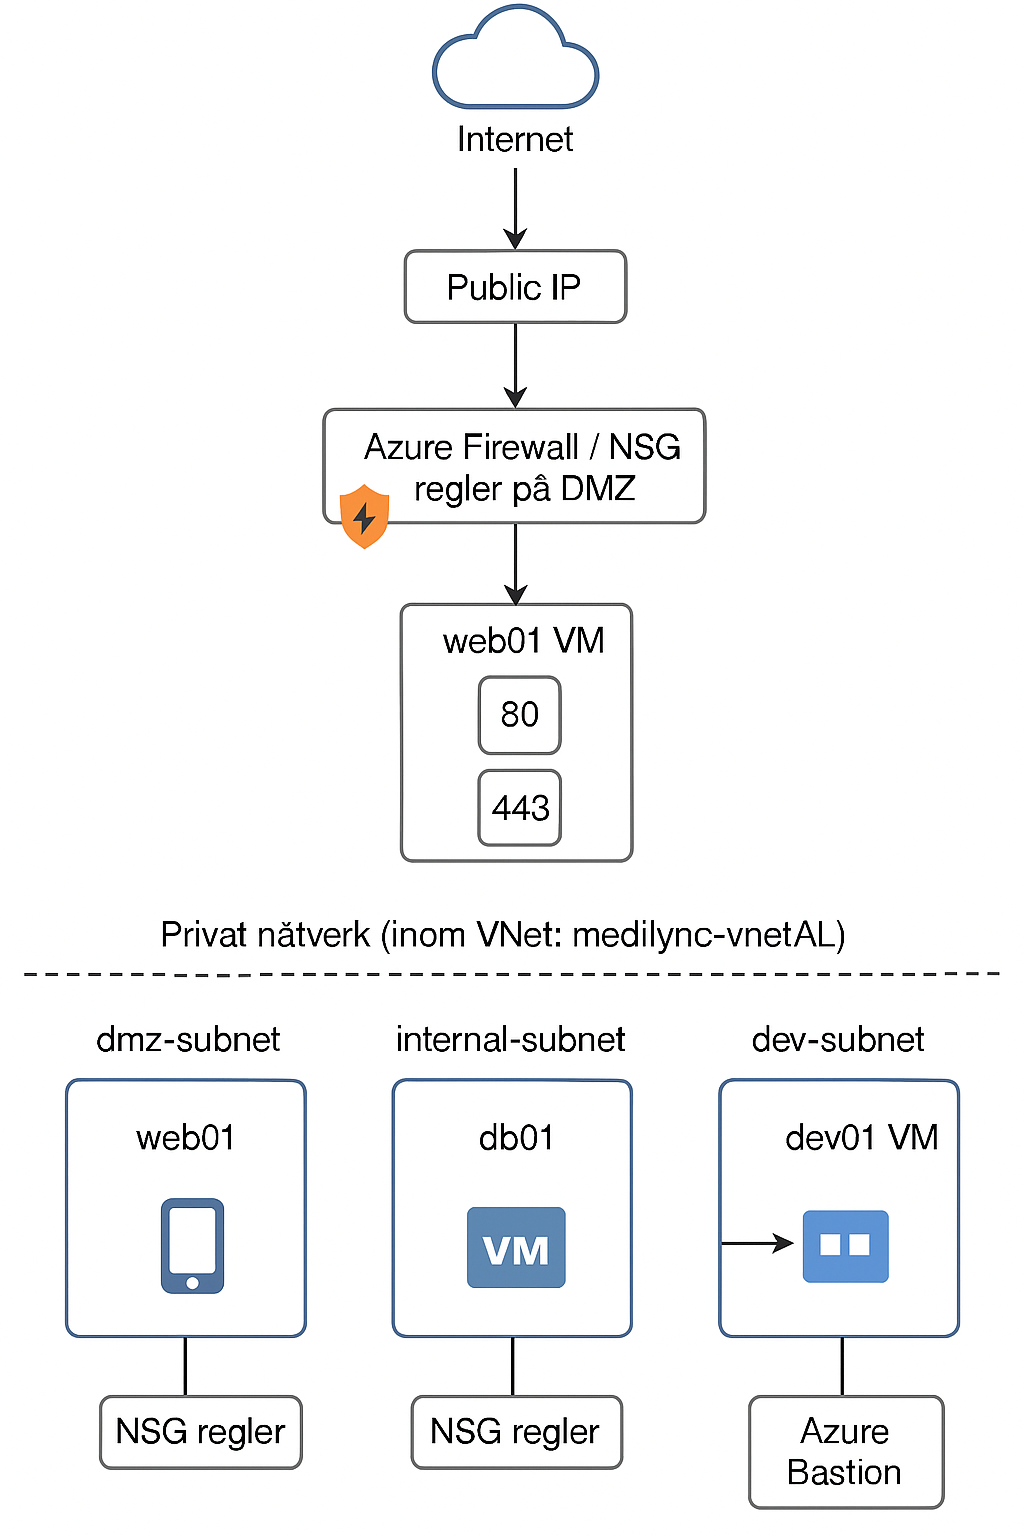 Internet
Public IP
Azure Firewall / NSG
regler på DMZ
web01 VM
80
443
Privat nätverk (inom VNet: medilync-vnetAL)
dmz-subnet
internal-subnet
dev-subnet
web01
db01
dev01 VM
VM
NSG regler
NSG regler
Azure
Bastion